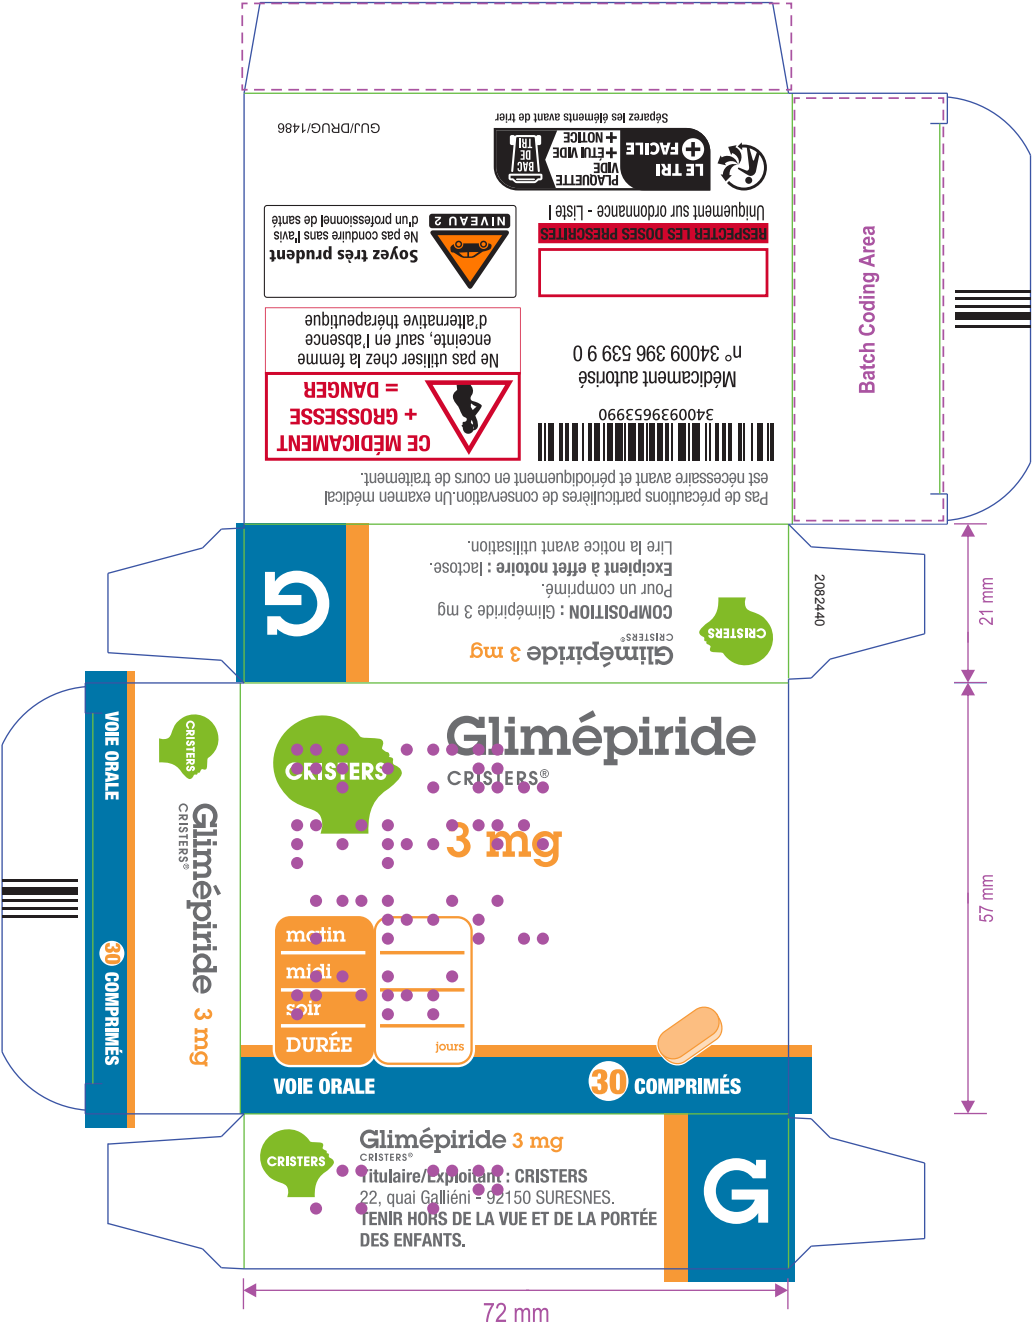 GUJ/DRUG/1486
Séparez les éléments avant de trier
LE TRI
+ FACILE
PLAQUETTE
VIDE
+ ÉTUI VIDE
+ NOTICE
BAC
DE
TRI
Uniquement sur ordonnance - Liste I
RESPECTER LES DOSES PRESCRITES
Soyez très prudent
Ne pas conduire sans l'avis
d'un professionnel de santé
NIVEAU 2
CE MÉDICAMENT
+ GROSSESSE
= DANGER
Ne pas utiliser chez la femme
enceinte, sauf en l'absence
d'alternative thérapeutique
Médicament autorisé
n° 34009 396 539 9 0
3400939653990
Pas de précautions particulières de conservation.Un examen médical
est nécessaire avant et périodiquement en cours de traitement.
Batch Coding Area
Glimépiride 3 mg
CRISTERS®
COMPOSITION : Glimépiride 3 mg
Pour un comprimé.
Excipient à effet notoire : lactose.
Lire la notice avant utilisation.
CRISTERS
G
2082440
21 mm
57 mm
VOIE ORALE
30 COMPRIMÉS
CRISTERS
Glimépiride 3 mg
CRISTERS®
CRISTERS
Glimépiride
CRISTERS®
3 mg
matin
midi
soir
DURÉE
jours
VOIE ORALE
30 COMPRIMÉS
CRISTERS
Glimépiride 3 mg
CRISTERS®
Titulaire/Exploitant : CRISTERS
22, quai Galliéni - 92150 SURESNES.
TENIR HORS DE LA VUE ET DE LA PORTÉE
DES ENFANTS.
G
72 mm